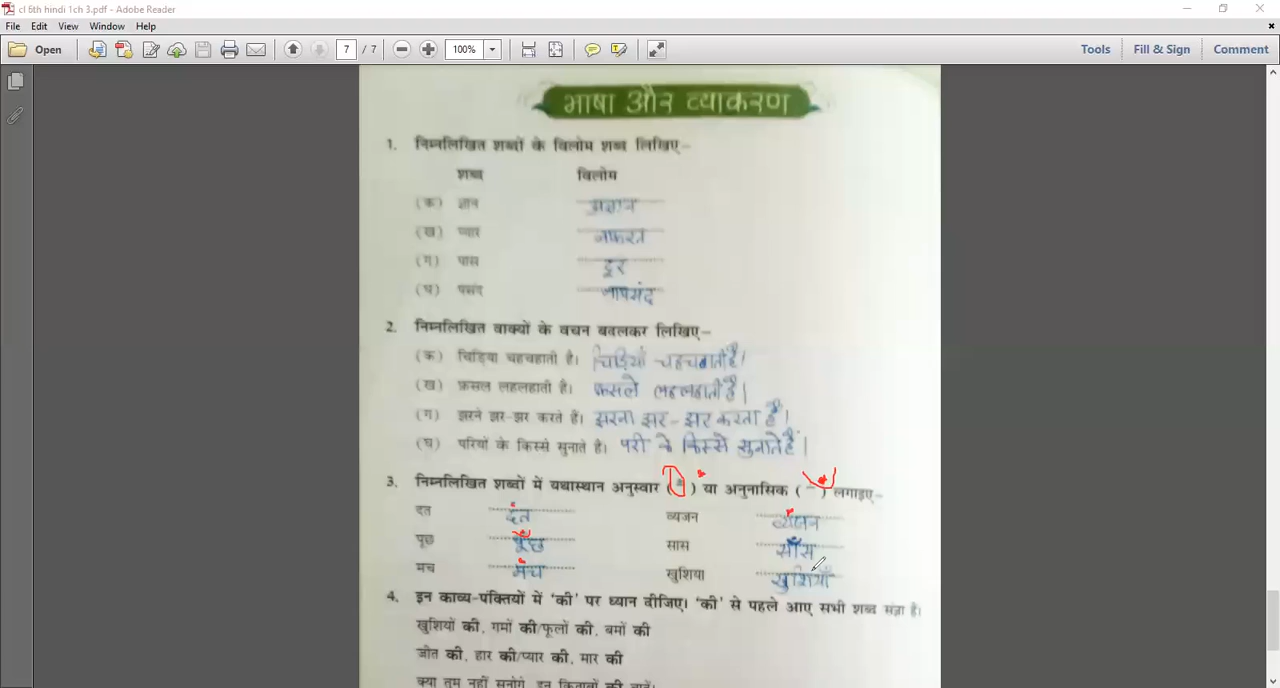 cl 5th hindi 1ch 3.pdf - Adobe Reader
File Edit View Window Help
Open 7 / 7 100% Tools Fill & Sign Comment
भाषा और व्याकरण
1. निम्नलिखित शब्दों के विलोम शब्द लिखिए–
शब्द विलोम
(क) ज्ञान अज्ञान
(ख) प्यार नफरत
(ग) पास दूर
(घ) पसंद नापसंद
2. निम्नलिखित वाक्यों के वचन बदलकर लिखिए–
(क) चिड़िया चहचहाती है। चिड़ियाँ चहचहाती हैं।
(ख) फ़सल लहलहाती है। फ़सलें लहलहाती हैं।
(ग) झरने झर-झर करते हैं। झरना झर-झर करता है।
(घ) परियों के किस्से सुनाते हैं। परी के किस्से सुनाते हैं।
3. निम्नलिखित शब्दों में यथास्थान अनुस्वार ( ं ) या अनुनासिक ( ँ ) लगाइए–
दत दंत व्यजन व्यंजन
पूछ पूँछ सास साँस
मच मंच खुशिया खुशियाँ
4. इन काव्य-पंक्तियों में 'की' पर ध्यान दीजिए। 'की' से पहले आए सभी शब्द संज्ञा हैं।
खुशियों की, गमों की/फूलों की, बमों की
जीत की, हार की/प्यार की, मार की
क्या तुम नहीं सुनोगे, इन किताबों की बातें।